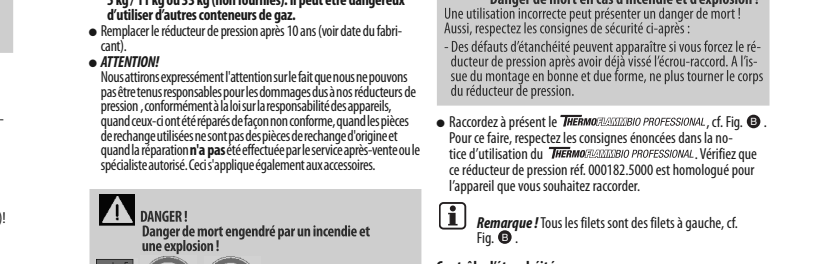 5 kg / 11 kg ou 33 kg (non fournies). Il peut être dangereux
d'utiliser d'autres conteneurs de gaz.
● Remplacer le réducteur de pression après 10 ans (voir date du fabri-
cant).
● ATTENTION!
Nous attirons expressément l'attention sur le fait que nous ne pouvons
pas être tenus responsables pour les dommages dus à nos réducteurs de
pression , conformément à la loi sur la responsabilité des appareils,
quand ceux-ci ont été réparés de façon non conforme, quand les pièces
de rechange utilisées ne sont pas des pièces de rechange d'origine et
quand la réparation n'a pas été effectuée par le service après-vente ou le
spécialiste autorisé. Ceci s'applique également aux accessoires.
DANGER !
Danger de mort engendré par un incendie et
une explosion !
Danger de mort en cas d'incendie et d'explosion !
Une utilisation incorrecte peut présenter un danger de mort !
Aussi, respectez les consignes de sécurité ci-après :
- Des défauts d'étanchéité peuvent apparaître si vous forcez le ré-
ducteur de pression après avoir déjà vissé l'écrou-raccord. A l'is-
sue du montage en bonne et due forme, ne plus tourner le corps
du réducteur de pression.
● Raccordez à présent le THERMOFLAMM BIO PROFESSIONAL, cf. Fig. B .
Pour ce faire, respectez les consignes énoncées dans la no-
tice d'utilisation du THERMOFLAMM BIO PROFESSIONAL. Vérifiez que
ce réducteur de pression réf. 000182.5000 est homologué pour
l'appareil que vous souhaitez raccorder.
i
Remarque ! Tous les filets sont des filets à gauche, cf.
Fig. B .